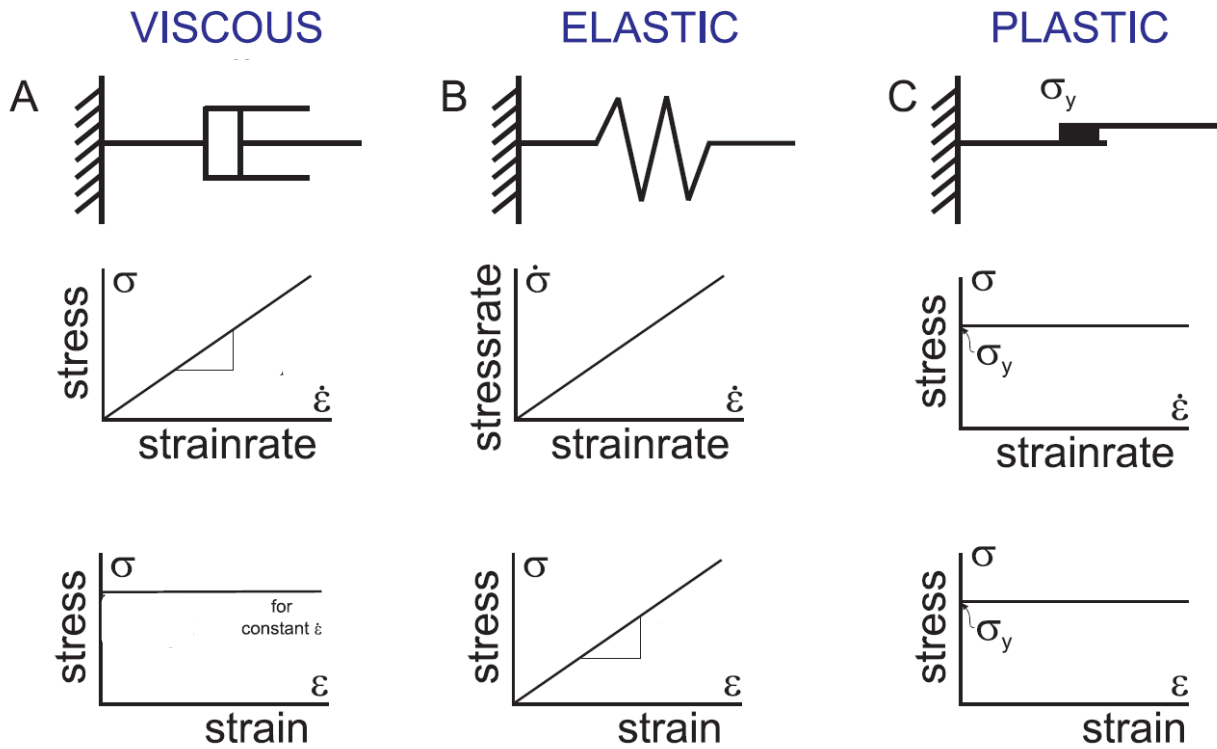 VISCOUS
ELASTIC
PLASTIC
A
B
C
σy
stress
σ
ε̇
strainrate
stressrate
σ̇
ε̇
strainrate
stress
σ
σy
ε̇
strainrate
stress
σ
for
constant ε̇
ε
strain
stress
σ
ε
strain
stress
σ
σy
ε
strain